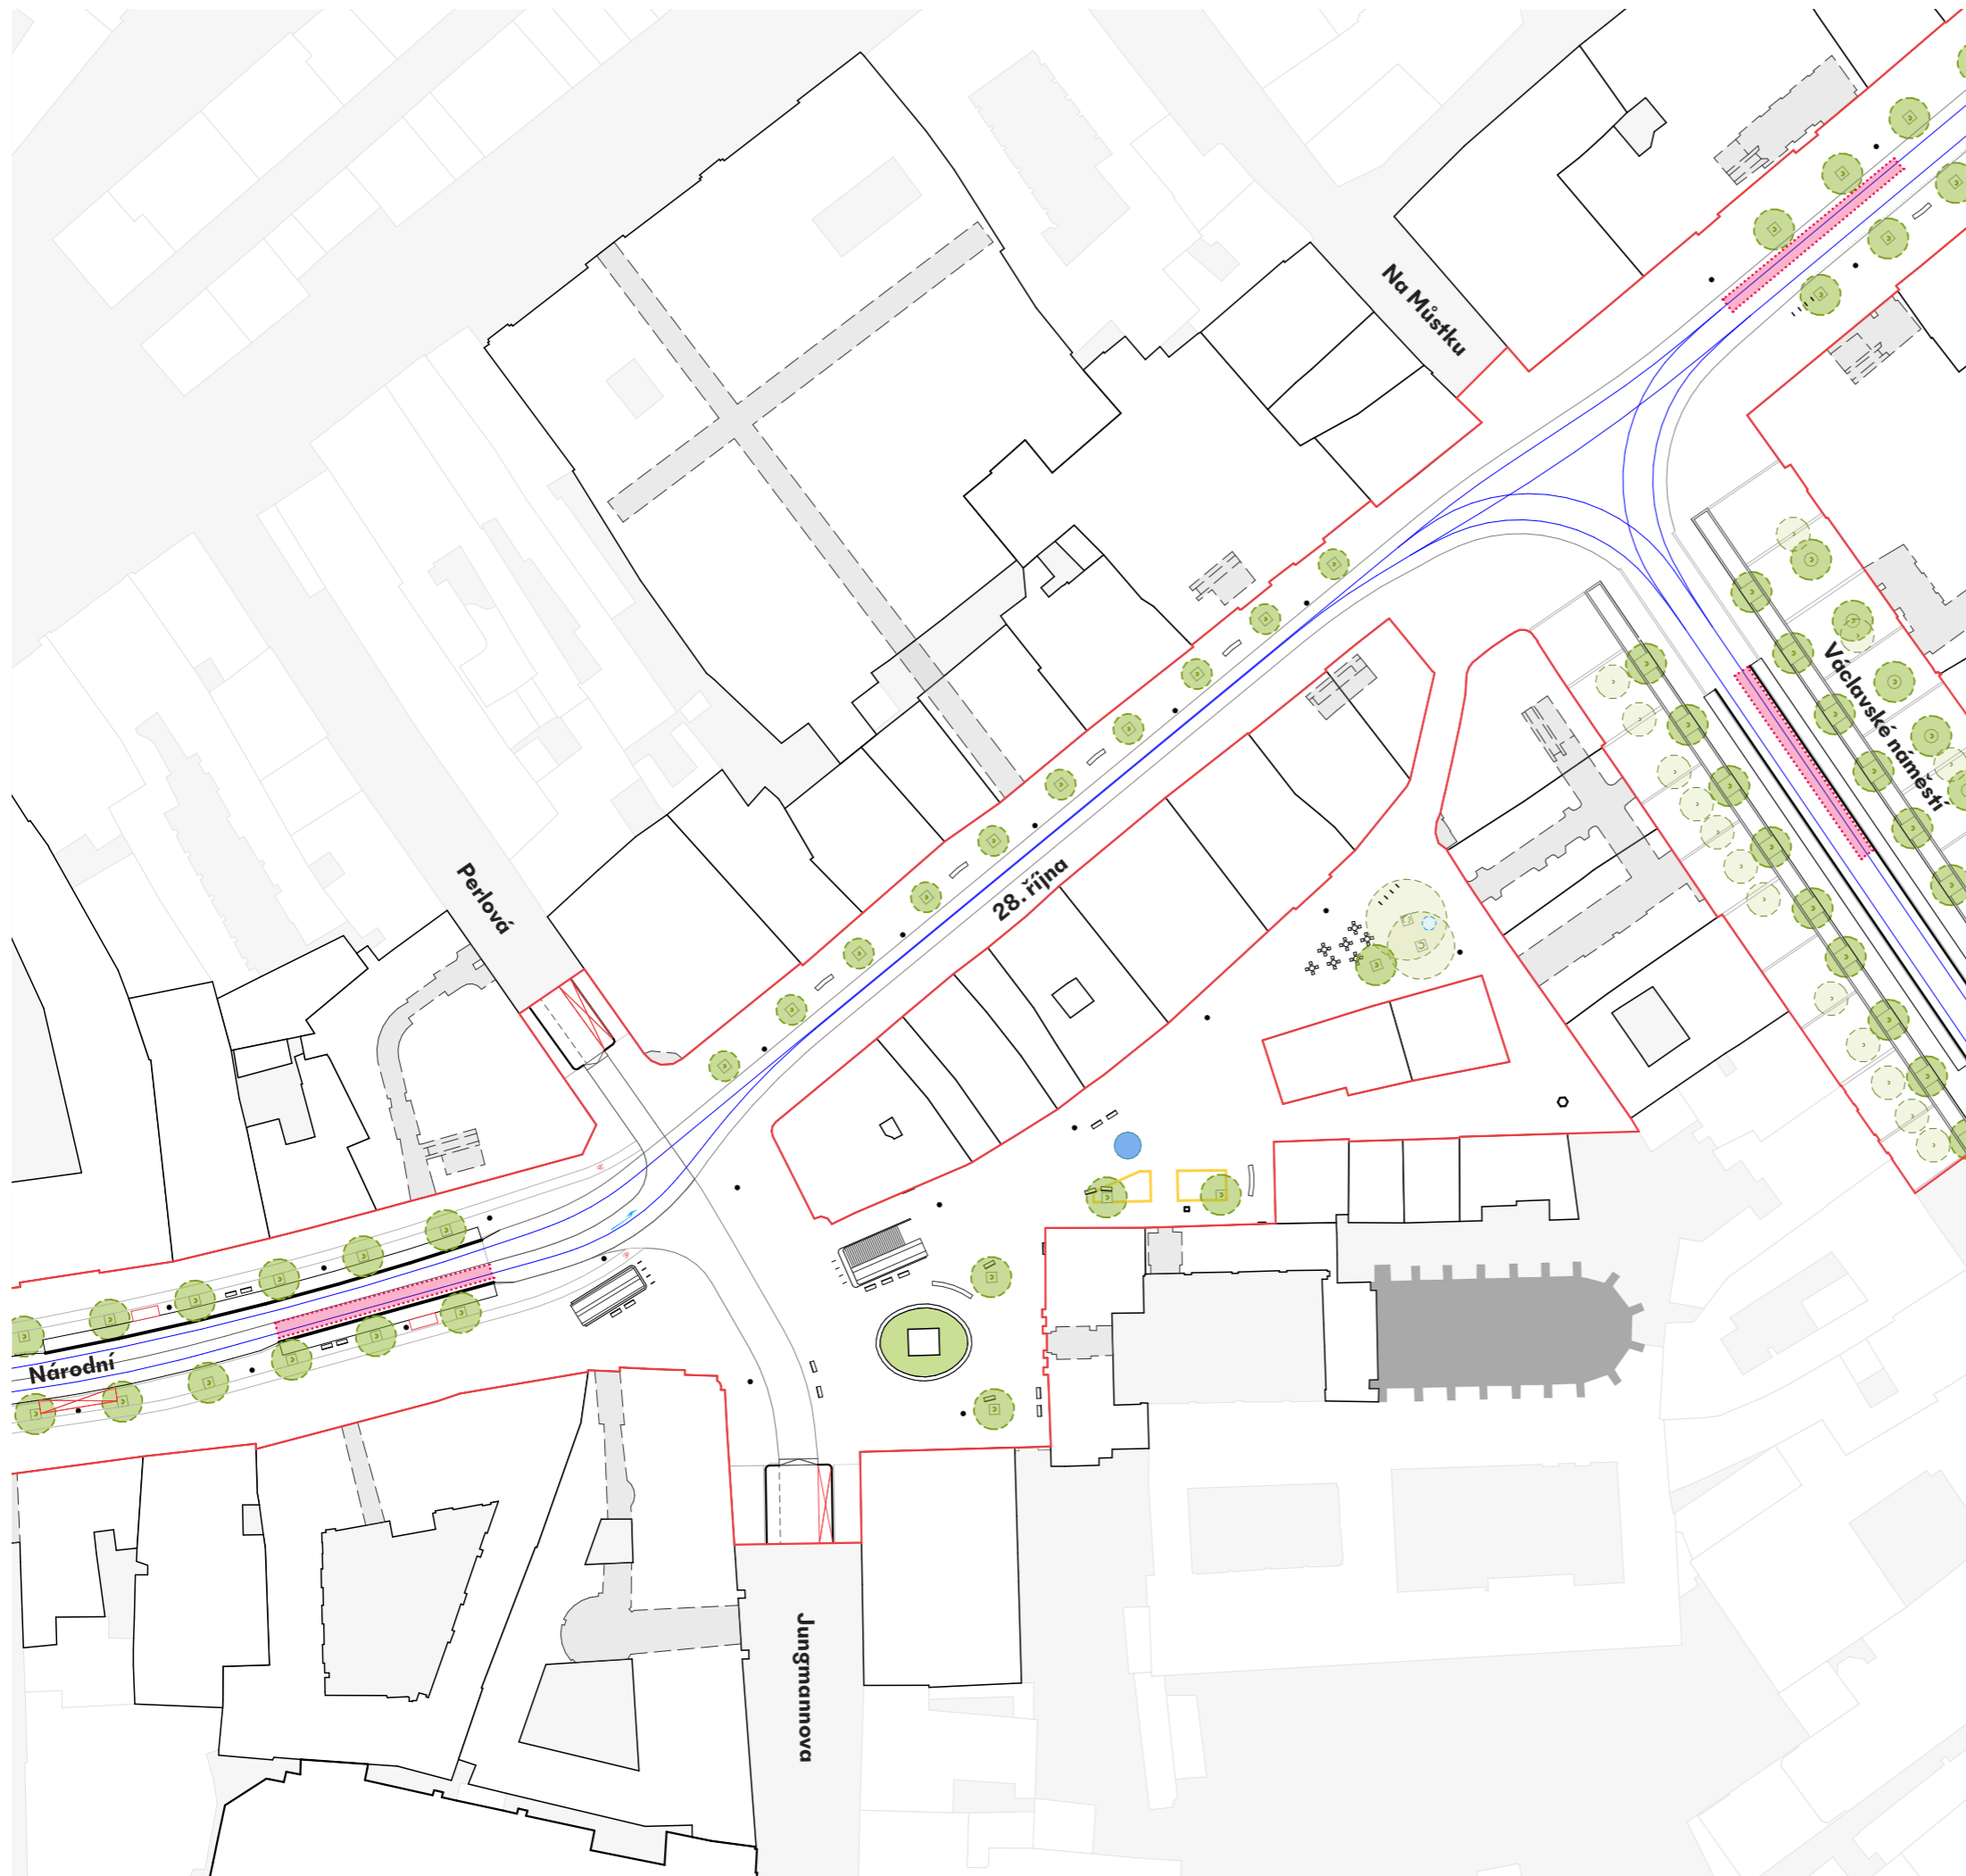 Na Můstku
Václavské náměstí
Perlová
28. října
Národní
Jungmannova